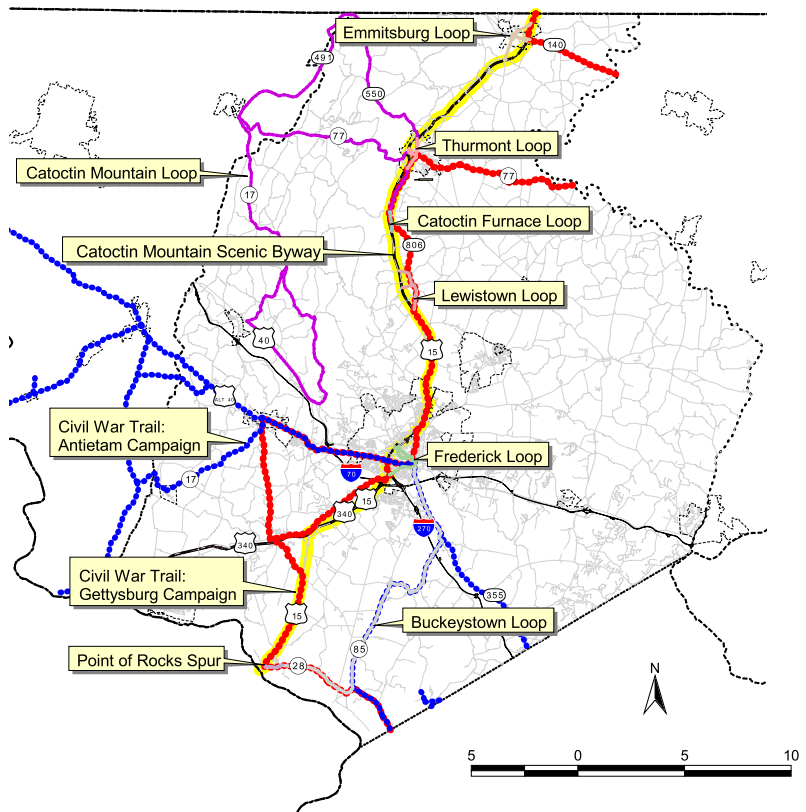 Emmitsburg Loop
140
491
550
77
Thurmont Loop
Catoctin Mountain Loop
77
17
Catoctin Furnace Loop
806
Catoctin Mountain Scenic Byway
Lewistown Loop
40
15
ALT 40
Civil War Trail:
Antietam Campaign
Frederick Loop
70
17
15
340
270
340
Civil War Trail:
Gettysburg Campaign
355
15
Buckeystown Loop
85
Point of Rocks Spur
28
N
5 0 5 10